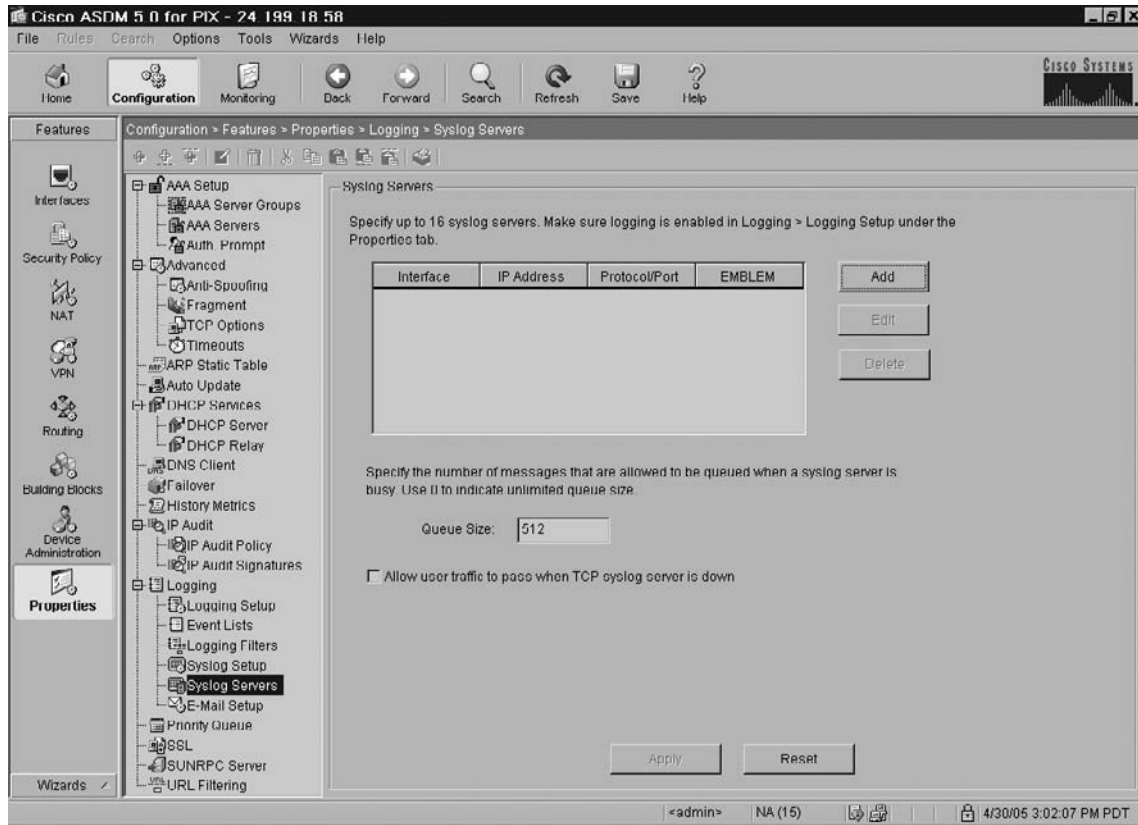 Cisco ASDM 5.0 for PIX - 24.199.18.58
File Rules Search Options Tools Wizards Help
Home Configuration Monitoring Back Forward Search Refresh Save Help
CISCO SYSTEMS
Features
Interfaces
Security Policy
NAT
VPN
Routing
Building Blocks
Device
Administration
Properties
Wizards
Configuration > Features > Properties > Logging > Syslog Servers
AAA Setup
AAA Server Groups
AAA Servers
Auth. Prompt
Advanced
Anti-Spoofing
Fragment
TCP Options
Timeouts
ARP Static Table
Auto Update
DHCP Services
DHCP Server
DHCP Relay
DNS Client
Failover
History Metrics
IP Audit
IP Audit Policy
IP Audit Signatures
Logging
Logging Setup
Event Lists
Logging Filters
Syslog Setup
Syslog Servers
E-Mail Setup
Priority Queue
SSL
SUNRPC Server
URL Filtering
Syslog Servers
Specify up to 16 syslog servers. Make sure logging is enabled in Logging > Logging Setup under the
Properties tab.
Interface IP Address Protocol/Port EMBLEM
Add
Edit
Delete
Specify the number of messages that are allowed to be queued when a syslog server is
busy. Use 0 to indicate unlimited queue size.
Queue Size: 512
Allow user traffic to pass when TCP syslog server is down
Apply Reset
<admin> NA (15) 4/30/05 3:02:07 PM PDT